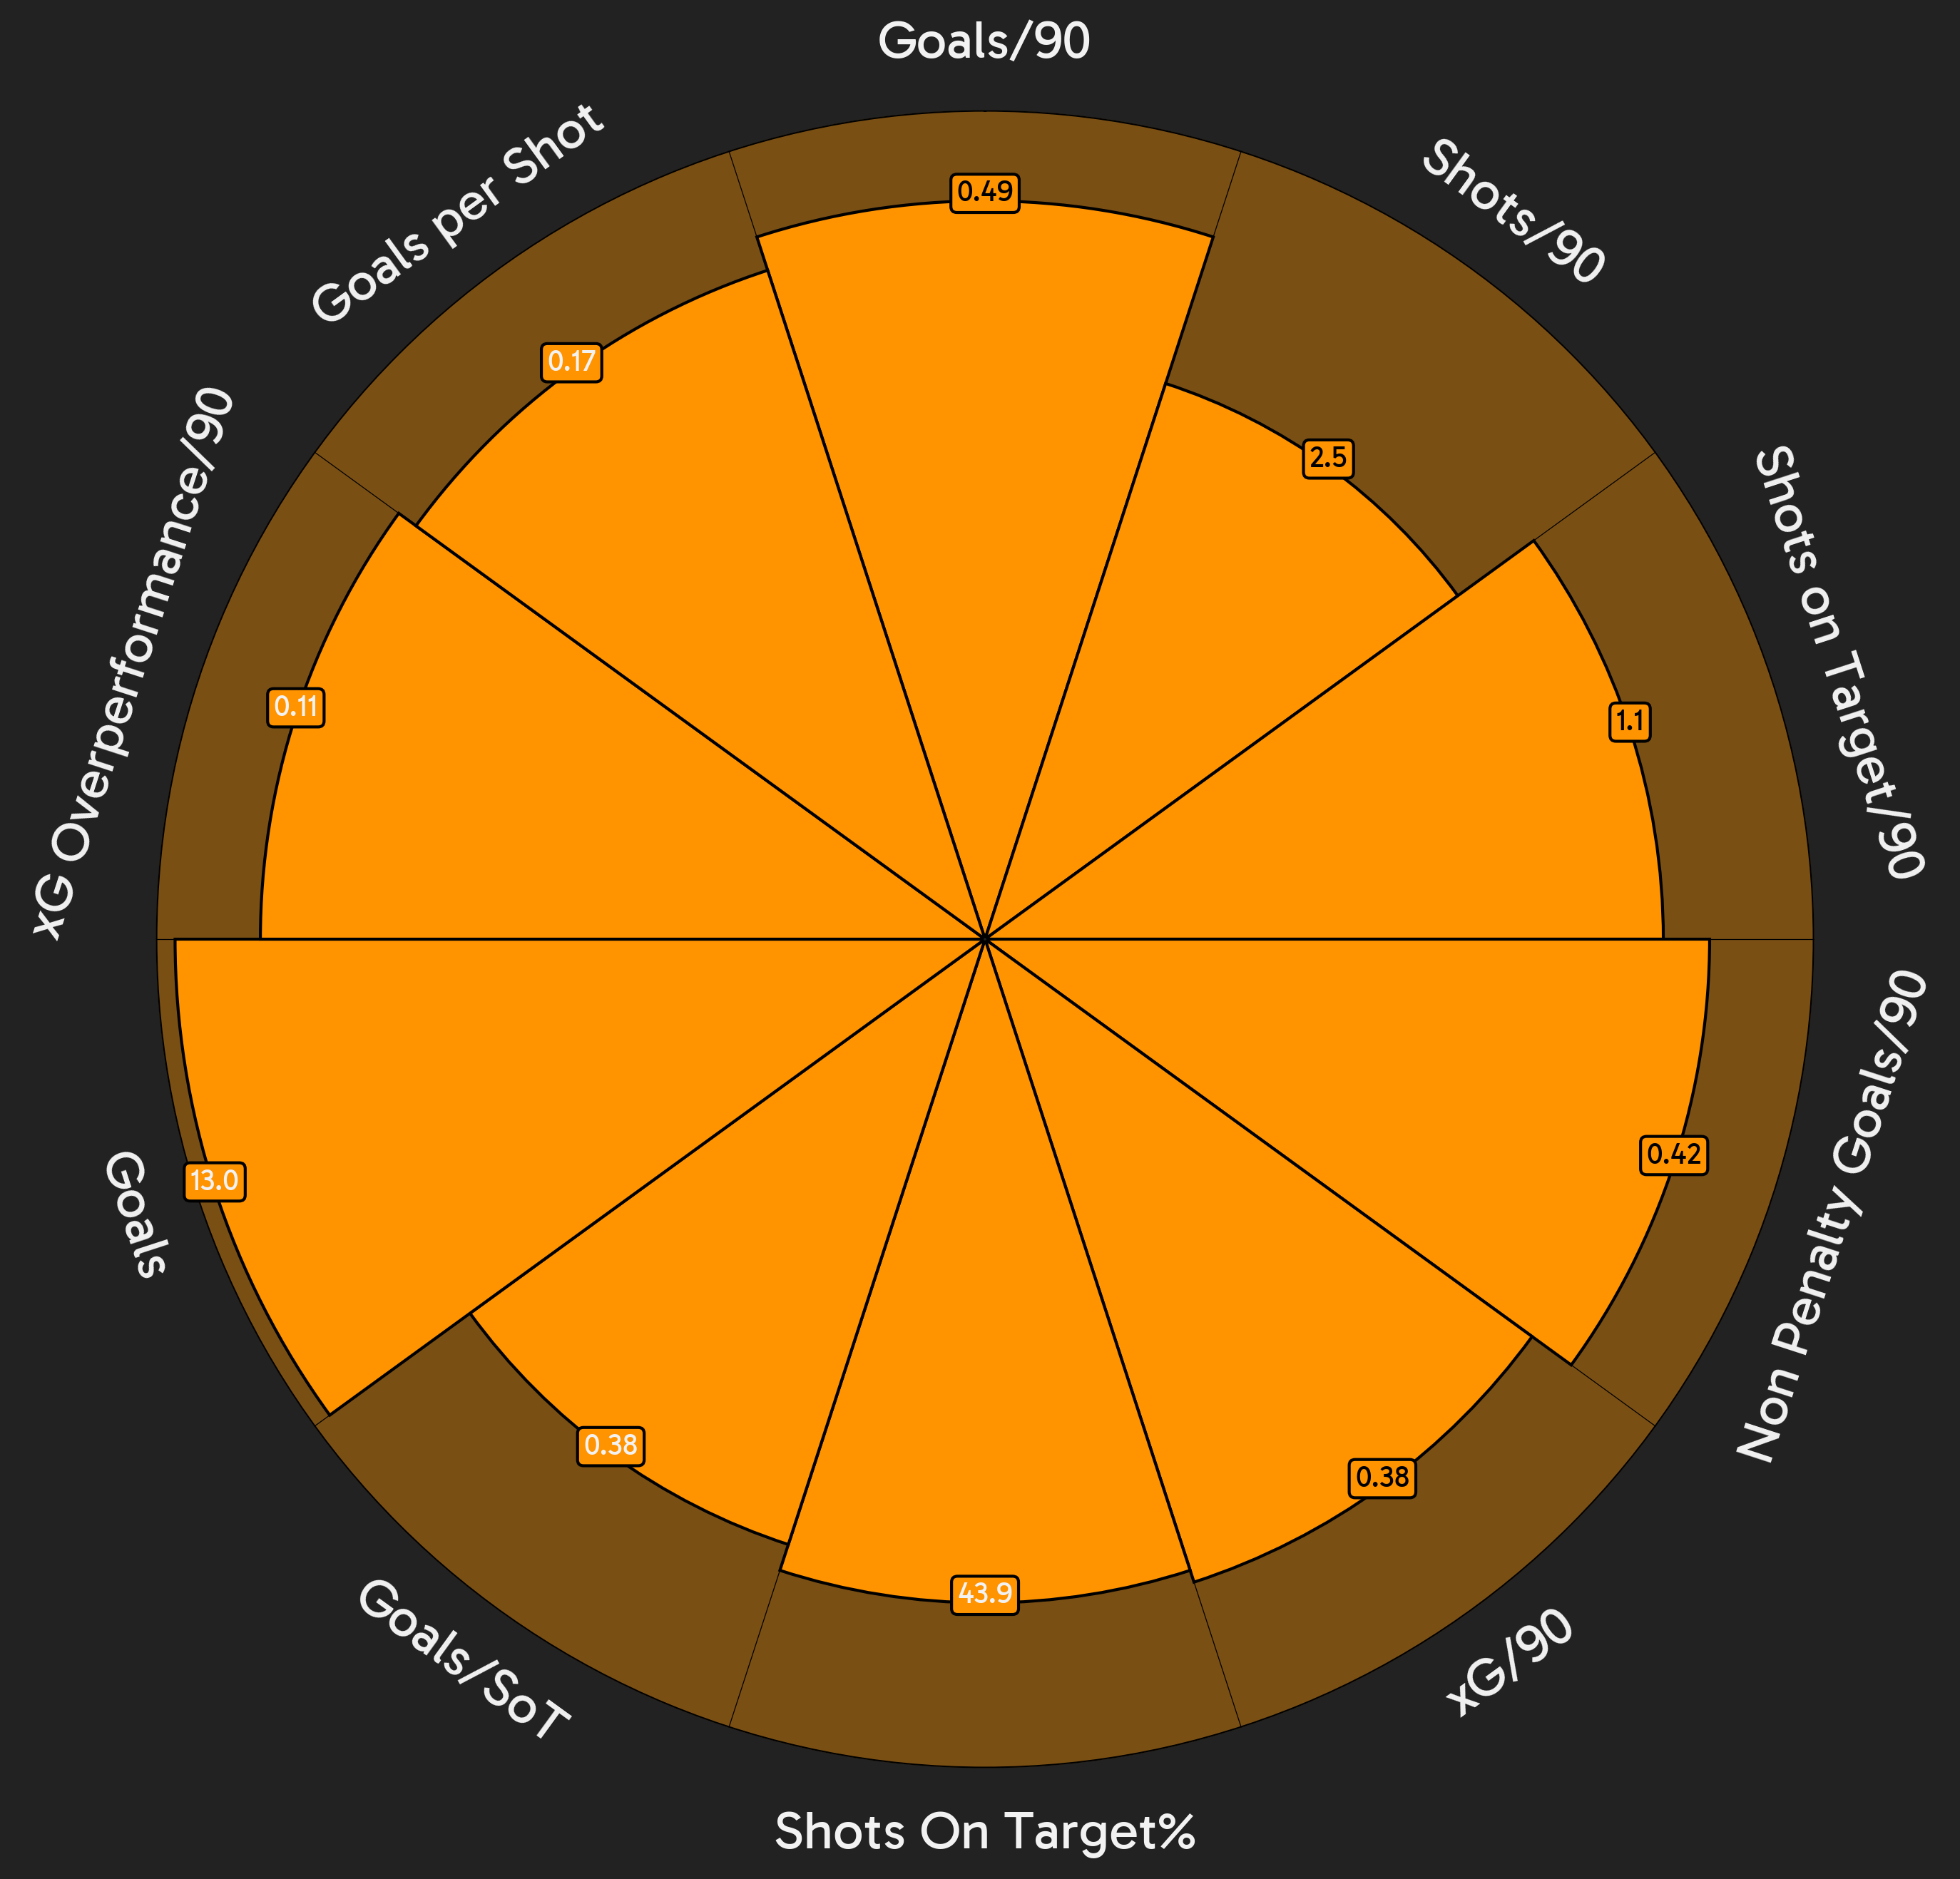 Goals/90
0.49
Shots/90
2.5
Shots on Target/90
1.1
Non Penalty Goals/90
0.42
xG/90
0.38
Shots On Target%
43.9
Goals/SoT
0.38
Goals
13.0
xG Overperformance/90
0.11
Goals per Shot
0.17